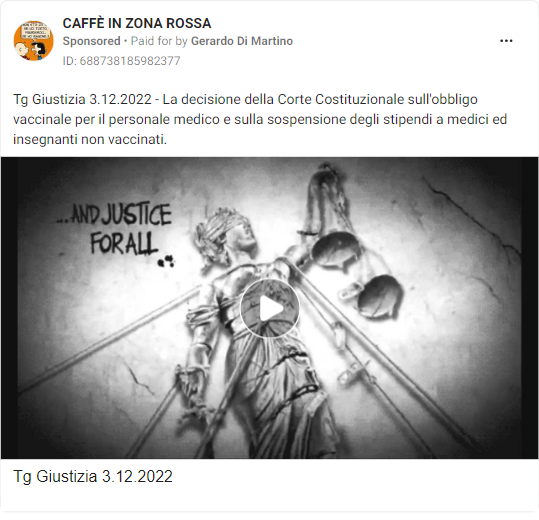 CAFFÈ IN ZONA ROSSA
Sponsored • Paid for by Gerardo Di Martino
ID: 688738185982377
Tg Giustizia 3.12.2022 - La decisione della Corte Costituzionale sull'obbligo
vaccinale per il personale medico e sulla sospensione degli stipendi a medici ed
insegnanti non vaccinati.
...AND JUSTICE
FOR ALL
Tg Giustizia 3.12.2022